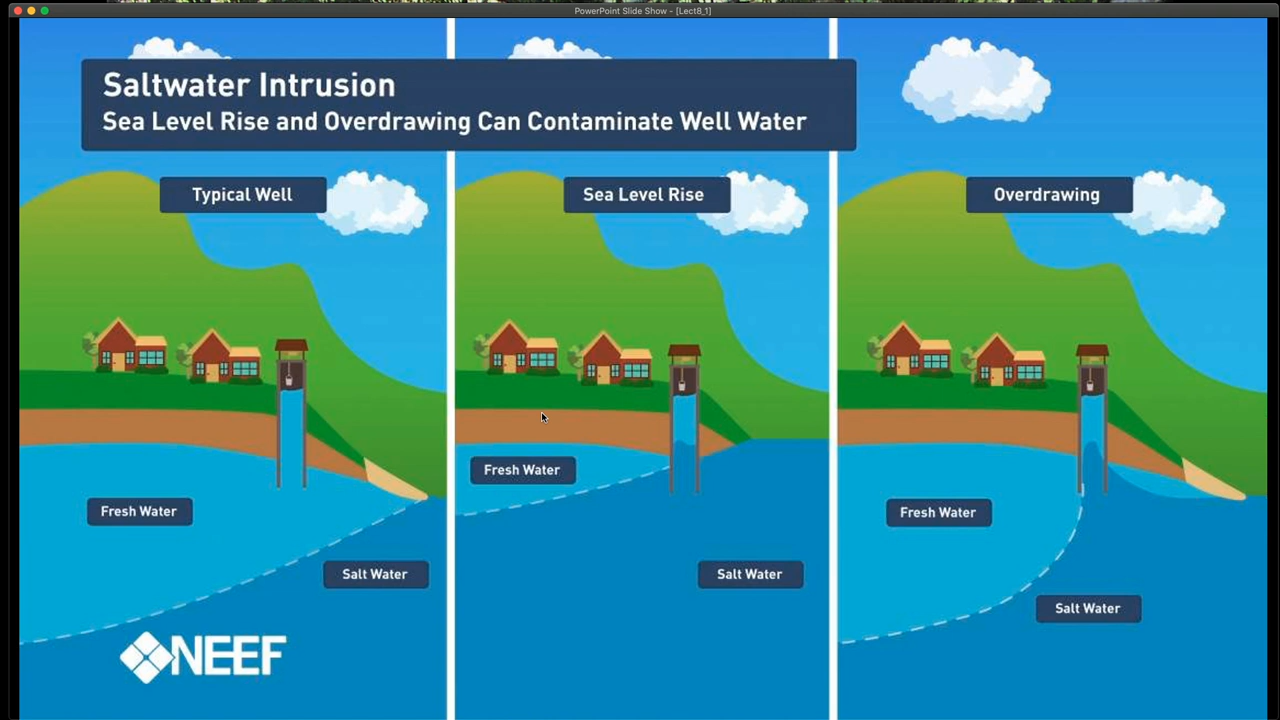 PowerPoint Slide Show - [Lect8_1]
Saltwater Intrusion
Sea Level Rise and Overdrawing Can Contaminate Well Water
Typical Well
Sea Level Rise
Overdrawing
Fresh Water
Salt Water
Fresh Water
Salt Water
Fresh Water
Salt Water
NEEF